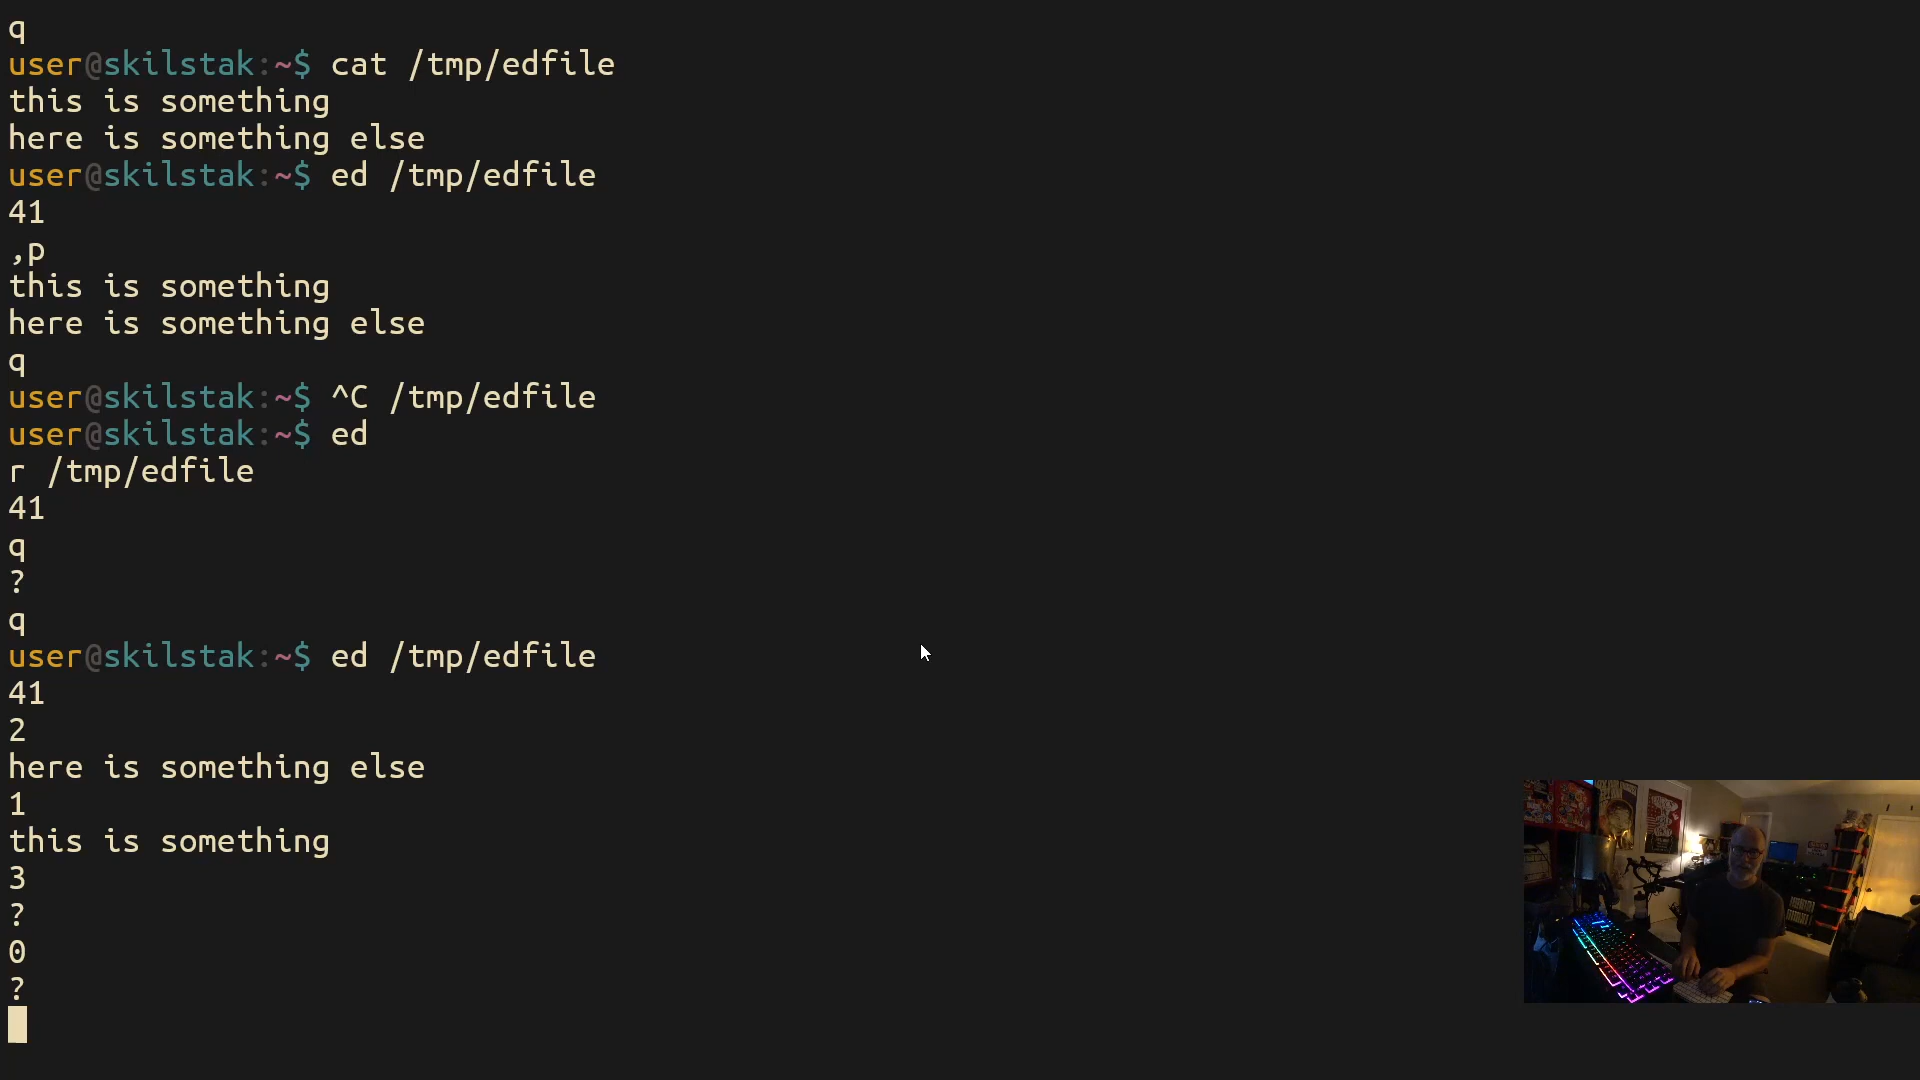 q
user@skilstak:~$ cat /tmp/edfile
this is something
here is something else
user@skilstak:~$ ed /tmp/edfile
41
,p
this is something
here is something else
q
user@skilstak:~$ ^C /tmp/edfile
user@skilstak:~$ ed
r /tmp/edfile
41
q
?
q
user@skilstak:~$ ed /tmp/edfile
41
2
here is something else
1
this is something
3
?
0
?